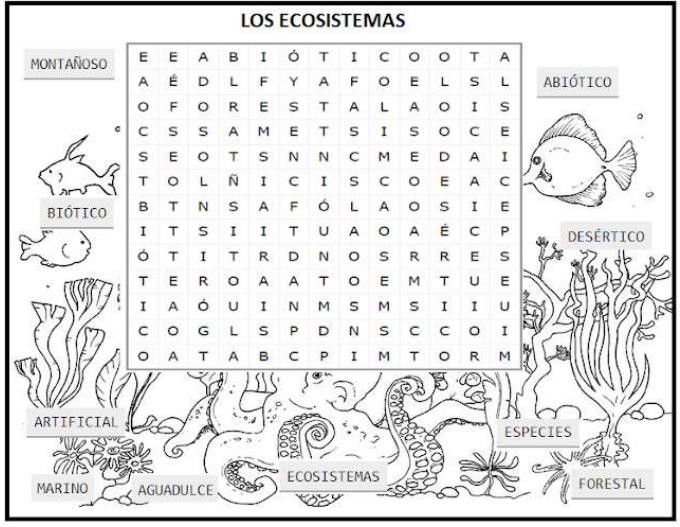 LOS ECOSISTEMAS
MONTAÑOSO
ABIÓTICO
BIÓTICO
DESÉRTICO
E E A B I Ó T I C O O T A
A É D L F Y A F O E L S L
O F O R E S T A L A O I S
C S S A M E T S I S O C E
S E O T S N N C M E D A I
T O L Ñ I C I S C O E A C
B T N S A F Ó L A O S I E
I T S I I T U A O A É C P
Ó T I T R D N O S R R E S
T E R O A A T O E M T U E
I A Ó U I N M S M S I I U
C O G L S P D N S C C O I
O A T A B C P I M T O R M
ARTIFICIAL
ESPECIES
MARINO
AGUADULCE
ECOSISTEMAS
FORESTAL